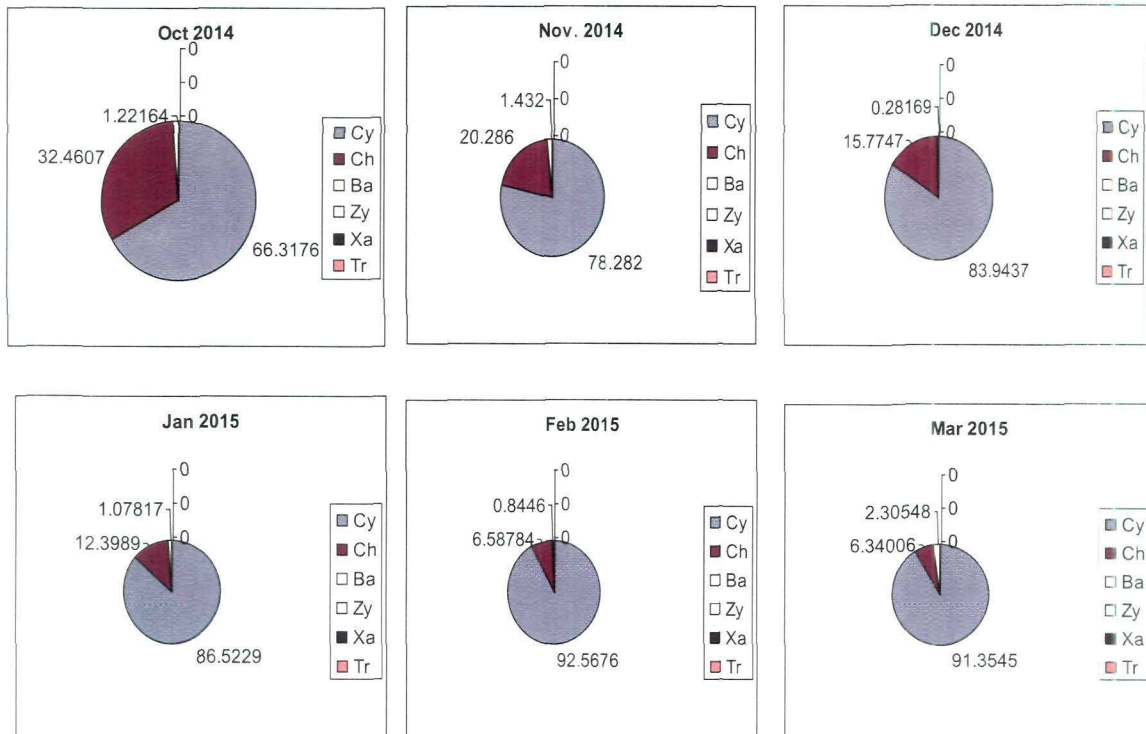 Oct 2014
0
0
0
1.22164
32.4607
66.3176
Cy
Ch
Ba
Zy
Xa
Tr
Nov. 2014
0
0
0
1.432
20.286
78.282
Cy
Ch
Ba
Zy
Xa
Tr
Dec 2014
0
0
0
0.28169
15.7747
83.9437
Cy
Ch
Ba
Zy
Xa
Tr
Jan 2015
0
0
0
1.07817
12.3989
86.5229
Cy
Ch
Ba
Zy
Xa
Tr
Feb 2015
0
0
0
0.8446
6.58784
92.5676
Cy
Ch
Ba
Zy
Xa
Tr
Mar 2015
0
0
0
2.30548
6.34006
91.3545
Cy
Ch
Ba
Zy
Xa
Tr